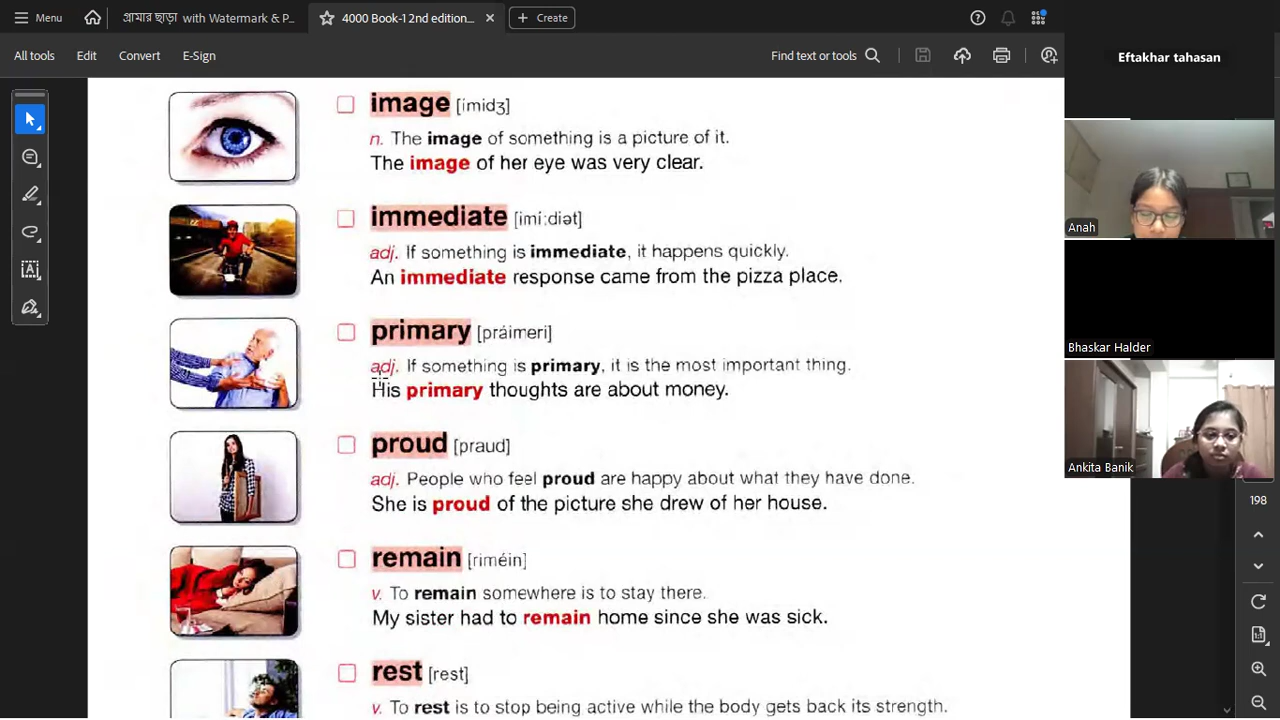 Menu
গ্রামার ছাড়া with Watermark & P...
4000 Book-1 2nd edition...
Create
All tools
Edit
Convert
E-Sign
Find text or tools
Eftakhar tahasan
image [ímidʒ]
n. The image of something is a picture of it.
The image of her eye was very clear.
immediate [imí:diət]
adj. If something is immediate, it happens quickly.
An immediate response came from the pizza place.
primary [práimeri]
adj. If something is primary, it is the most important thing.
His primary thoughts are about money.
proud [praud]
adj. People who feel proud are happy about what they have done.
She is proud of the picture she drew of her house.
remain [riméin]
v. To remain somewhere is to stay there.
My sister had to remain home since she was sick.
rest [rest]
v. To rest is to stop being active while the body gets back its strength.
Anah
Bhaskar Halder
Ankita Banik
198